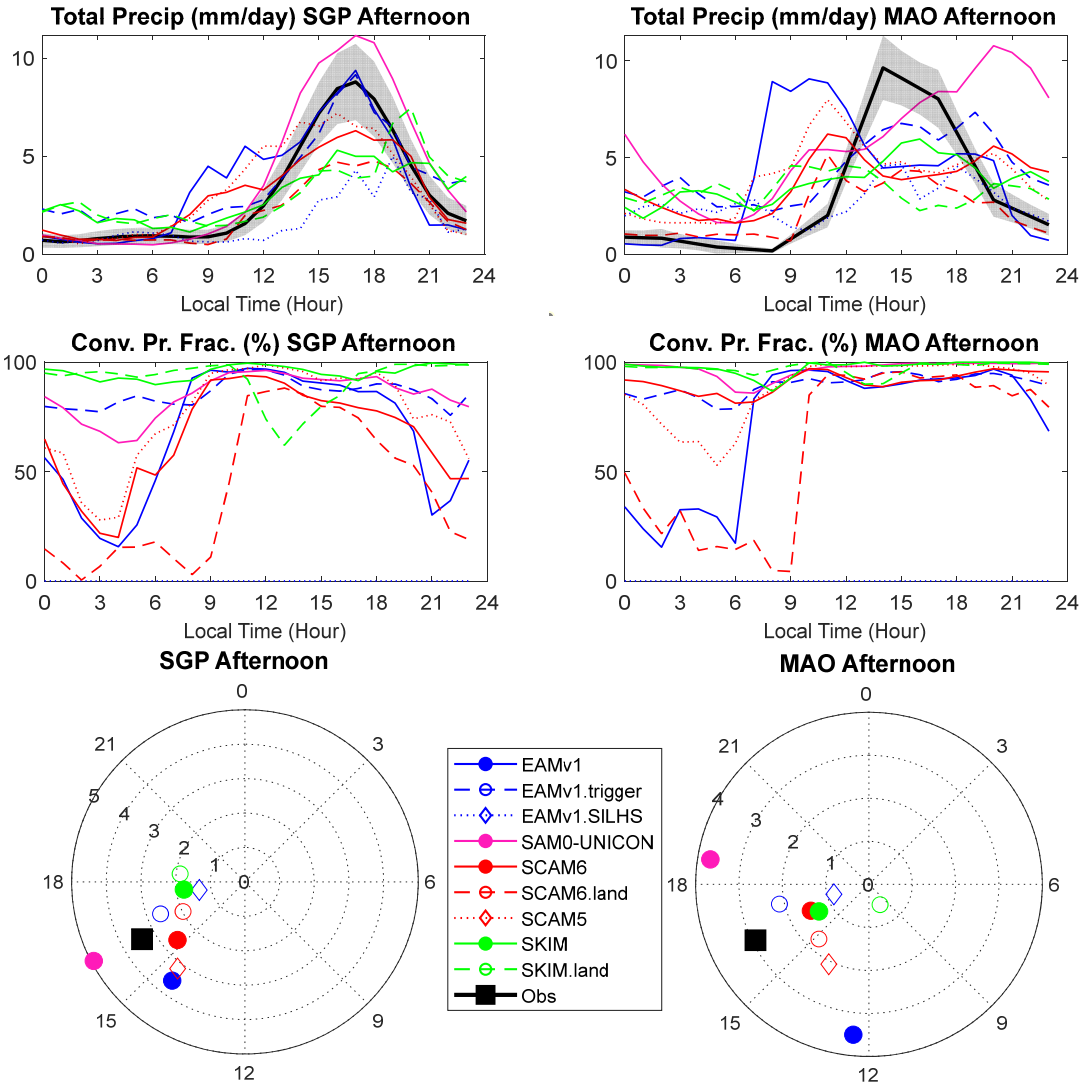 Total Precip (mm/day) SGP Afternoon
10
5
0
0 3 6 9 12 15 18 21 24
Local Time (Hour)
Total Precip (mm/day) MAO Afternoon
10
5
0
0 3 6 9 12 15 18 21 24
Local Time (Hour)
Conv. Pr. Frac. (%) SGP Afternoon
100
50
0
0 3 6 9 12 15 18 21 24
Local Time (Hour)
Conv. Pr. Frac. (%) MAO Afternoon
100
50
0
0 3 6 9 12 15 18 21 24
Local Time (Hour)
SGP Afternoon
0
21 3
5 4 3 2 1 0
18 6
15 9
12
EAMv1
EAMv1.trigger
EAMv1.SILHS
SAM0-UNICON
SCAM6
SCAM6.land
SCAM5
SKIM
SKIM.land
Obs
MAO Afternoon
0
21 3
4 3 2 1 0
18 6
15 9
12